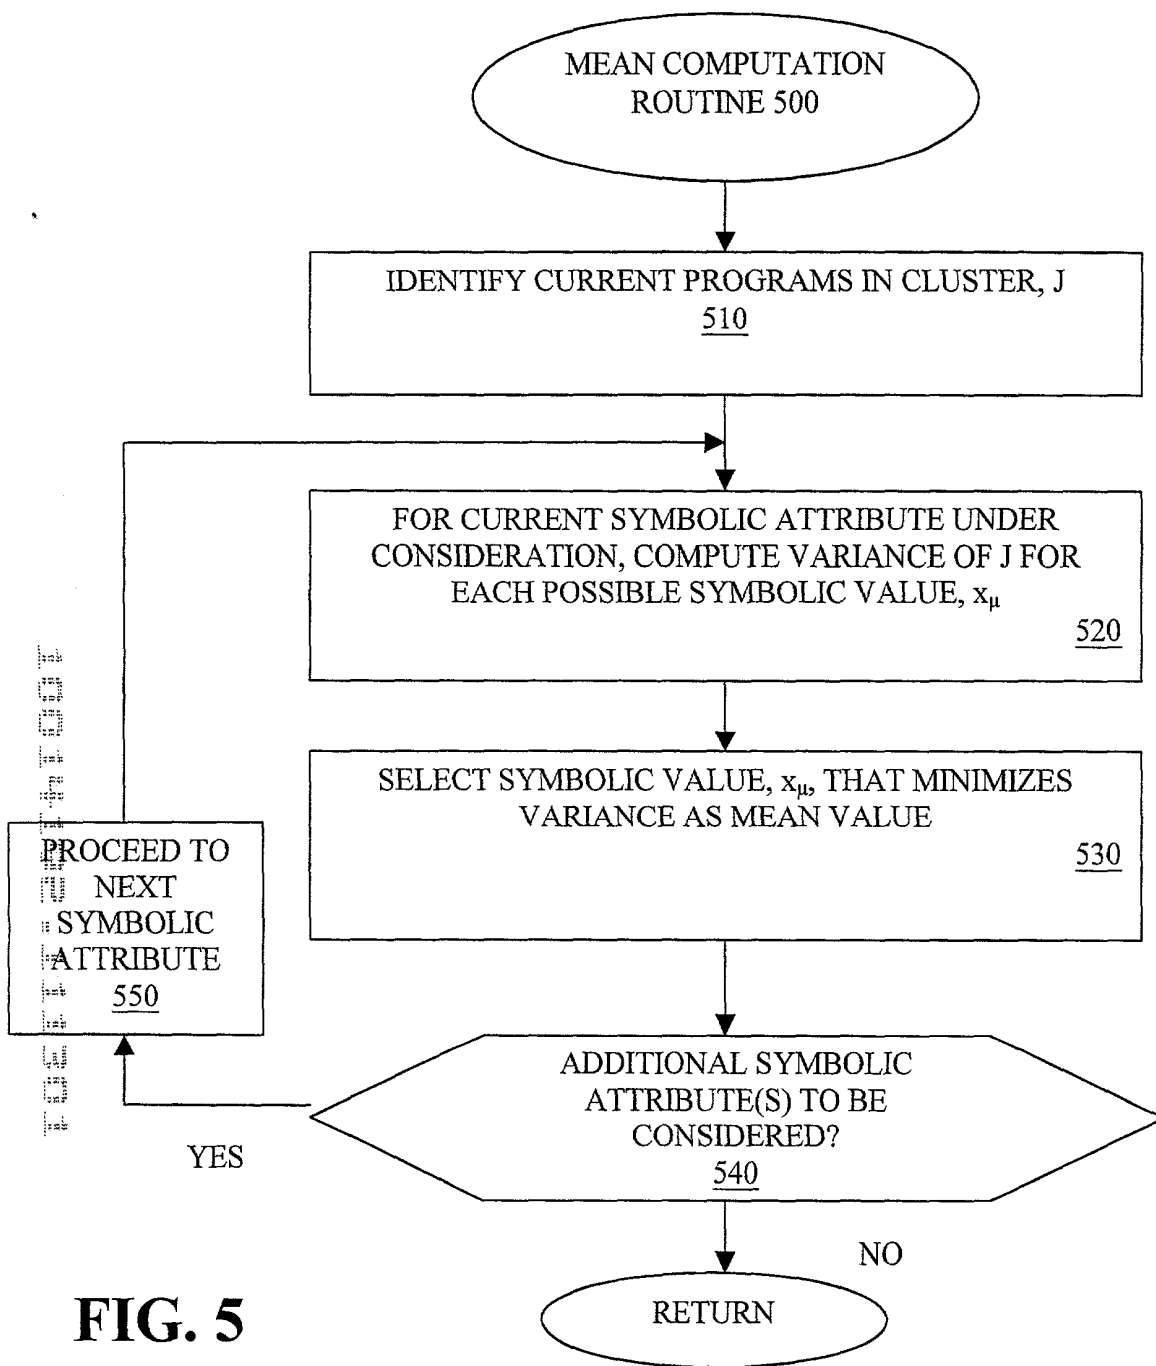 MEAN COMPUTATION
ROUTINE 500
IDENTIFY CURRENT PROGRAMS IN CLUSTER, J
510
FOR CURRENT SYMBOLIC ATTRIBUTE UNDER
CONSIDERATION, COMPUTE VARIANCE OF J FOR
EACH POSSIBLE SYMBOLIC VALUE, xμ
520
SELECT SYMBOLIC VALUE, xμ, THAT MINIMIZES
VARIANCE AS MEAN VALUE
530
PROCEED TO
NEXT
SYMBOLIC
ATTRIBUTE
550
ADDITIONAL SYMBOLIC
ATTRIBUTE(S) TO BE
CONSIDERED?
540
YES
NO
RETURN
FIG. 5